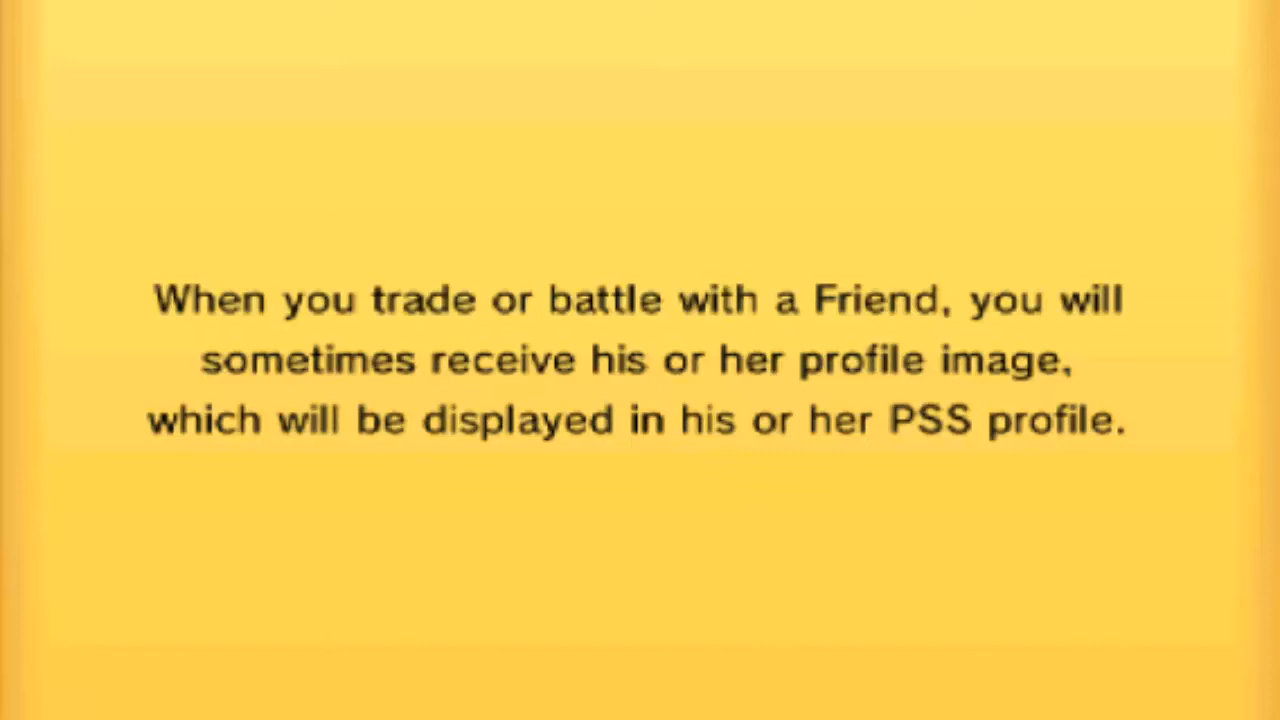 When you trade or battle with a Friend, you will
sometimes receive his or her profile image,
which will be displayed in his or her PSS profile.